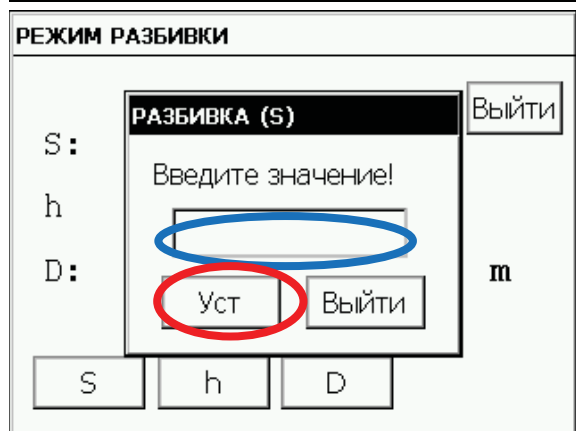 РЕЖИМ РАЗБИВКИ
Выйти
РАЗБИВКА (S)
S:
Введите значение!
h
D:
m
Уст Выйти
S h D